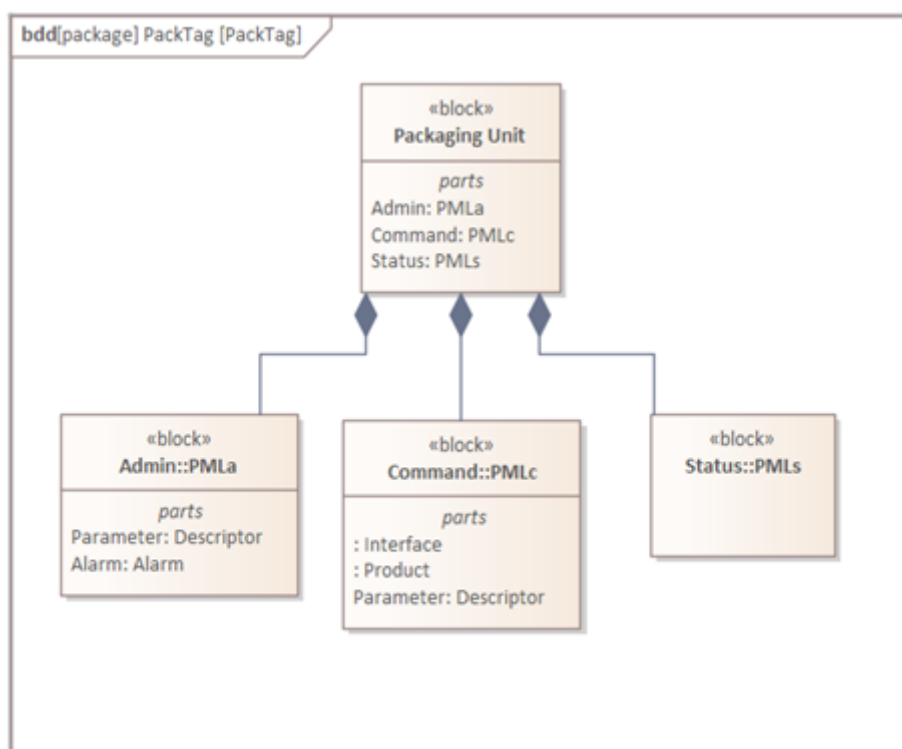 bdd[package] PackTag [PackTag]
«block»
Packaging Unit
parts
Admin: PMLa
Command: PMLc
Status: PMLs
«block»
Admin::PMLa
parts
Parameter: Descriptor
Alarm: Alarm
«block»
Command::PMLc
parts
: Interface
: Product
Parameter: Descriptor
«block»
Status::PMLs